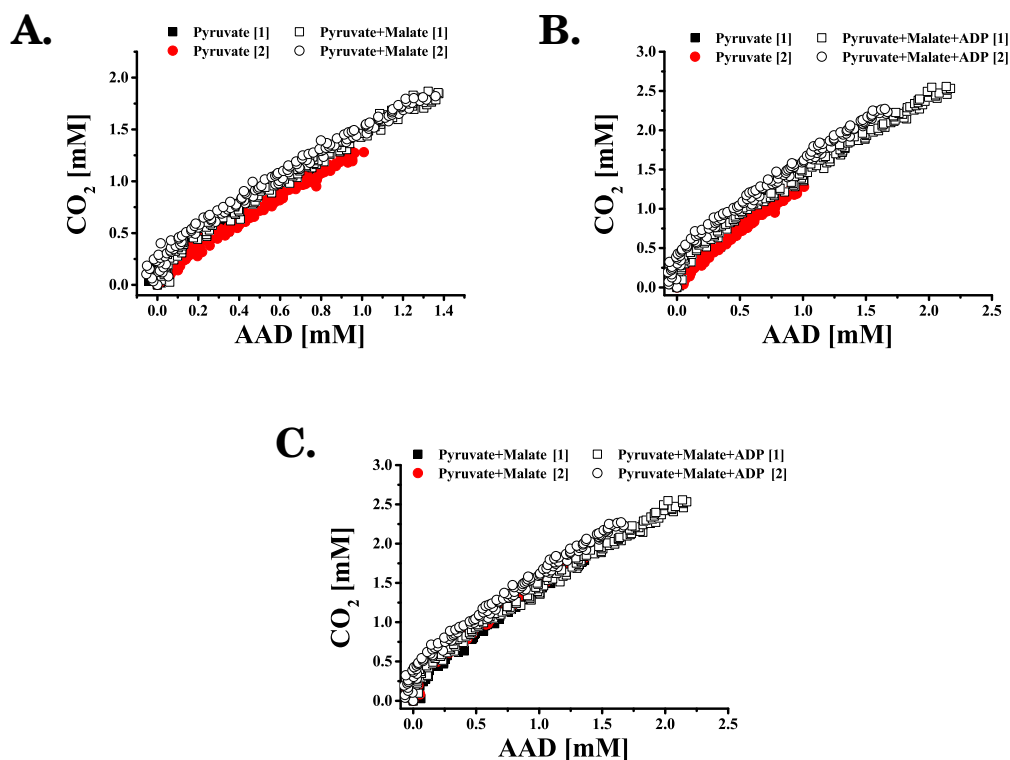 A.
Pyruvate [1] Pyruvate+Malate [1]
Pyruvate [2] Pyruvate+Malate [2]
2.0
1.5
1.0
0.5
0.0
CO2 [mM]
0.0 0.2 0.4 0.6 0.8 1.0 1.2 1.4
AAD [mM]
B.
Pyruvate [1] Pyruvate+Malate+ADP [1]
Pyruvate [2] Pyruvate+Malate+ADP [2]
3.0
2.5
2.0
1.5
1.0
0.5
0.0
CO2 [mM]
0.0 0.5 1.0 1.5 2.0 2.5
AAD [mM]
C.
Pyruvate+Malate [1] Pyruvate+Malate+ADP [1]
Pyruvate+Malate [2] Pyruvate+Malate+ADP [2]
3.0
2.5
2.0
1.5
1.0
0.5
0.0
CO2 [mM]
0.0 0.5 1.0 1.5 2.0 2.5
AAD [mM]